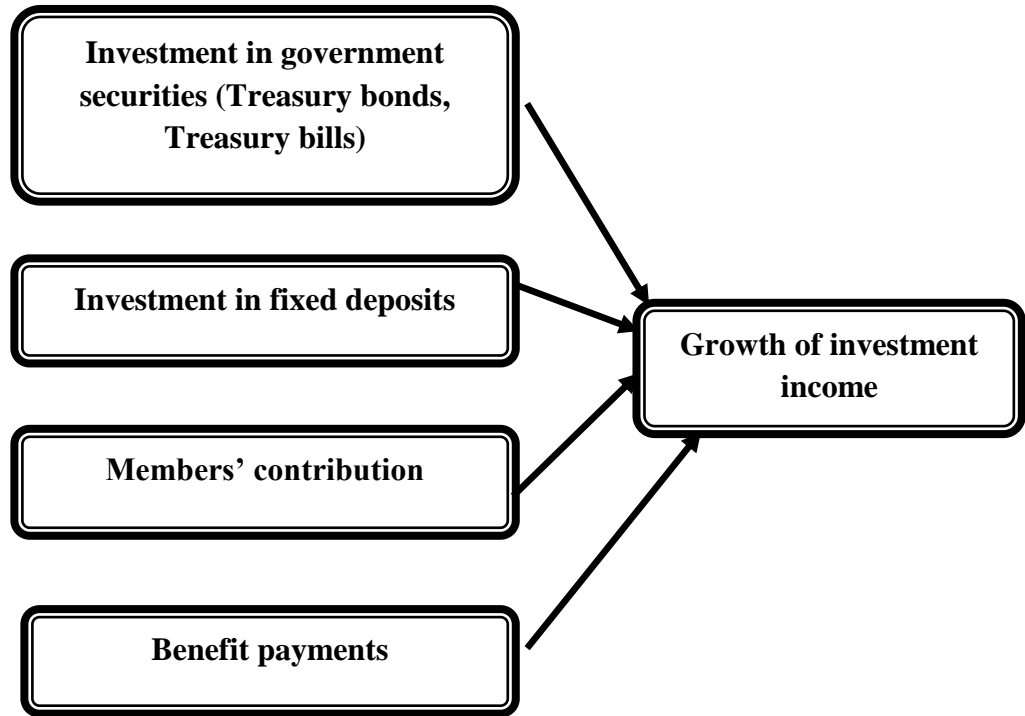 Investment in government
securities (Treasury bonds,
Treasury bills)
Investment in fixed deposits
Growth of investment
income
Members’ contribution
Benefit payments